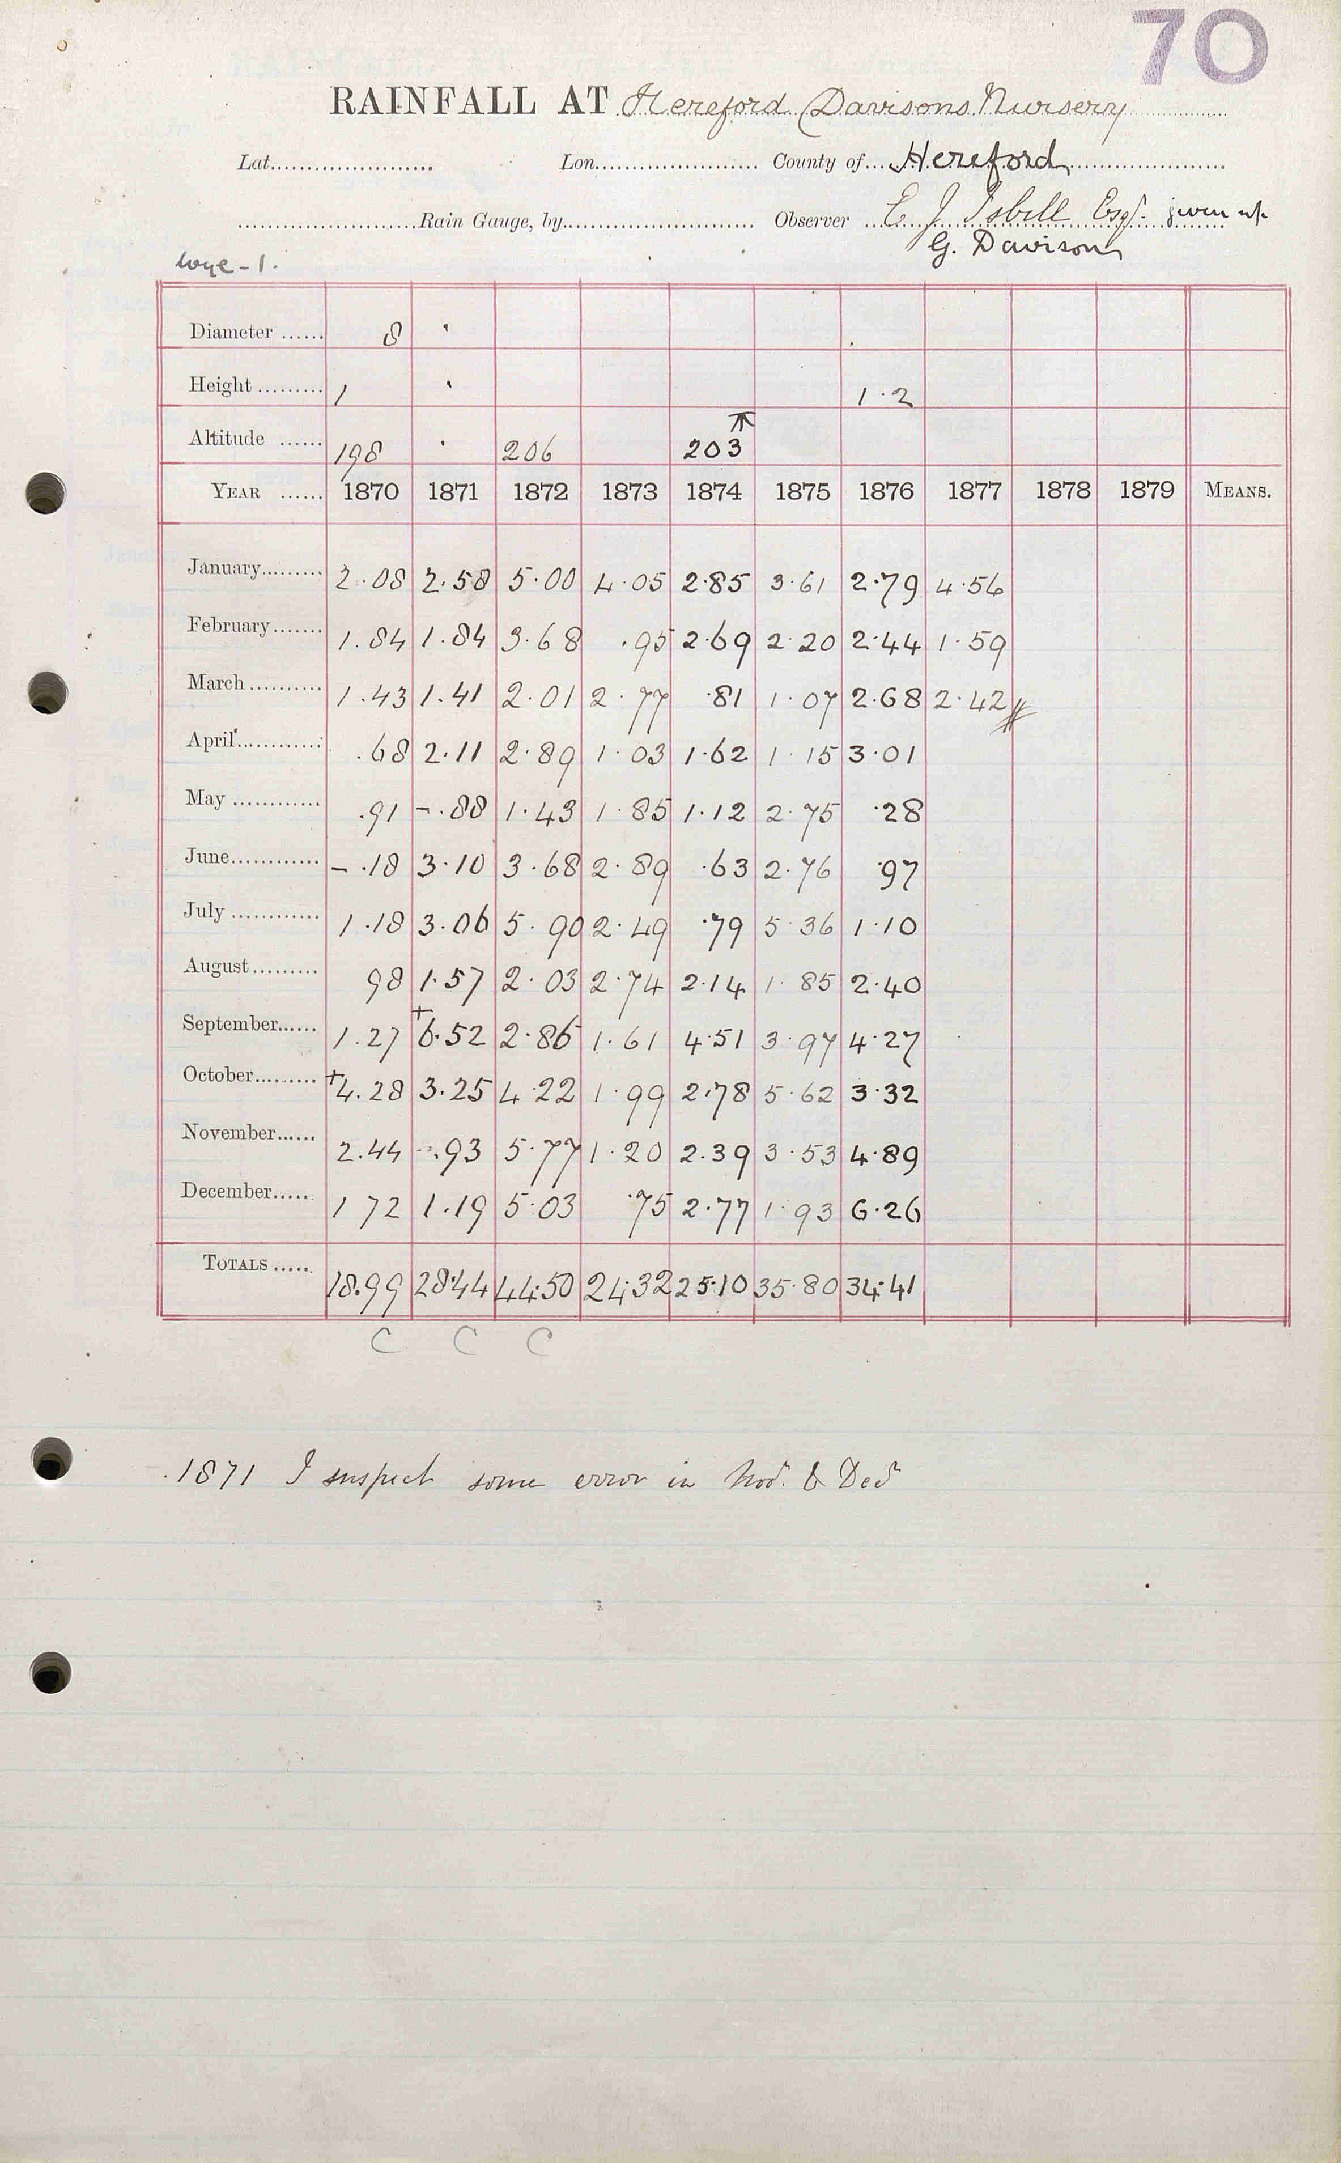 70
RAINFALL AT Hereford (Davisons Nursery
Lat...................... Lon...................... County of.... Hereford
.........................Rain Gauge, by.......................... Observer ... E. J. Isbill Esqr. given up
G. Davison
Wye - 1.
Diameter ...... 8 '
Height ......... 1 ' 1.2
Altitude ...... 198 ' 206 203
YEAR ...... 1870 1871 1872 1873 1874 1875 1876 1877 1878 1879 MEANS.
January......... 2.08 2.58 5.00 4.05 2.85 3.61 2.79 4.56
February....... 1.84 1.84 3.68 .95 2.69 2.20 2.44 1.59
March .......... 1.43 1.41 2.01 2.77 .81 1.07 2.68 2.42
April............ .68 2.11 2.89 1.03 1.62 1.15 3.01
May ............ .91 -.88 1.43 1.85 1.12 2.75 .28
June............ -.18 3.10 3.68 2.89 .63 2.76 .97
July ............ 1.18 3.06 5.90 2.49 .79 5.36 1.10
August......... 98 1.57 2.03 2.74 2.14 1.85 2.40
September...... 1.27 +6.52 2.86 1.61 4.51 3.97 4.27
October......... +4.28 3.25 4.22 1.99 2.78 5.62 3.32
November...... 2.44 -.93 5.77 1.20 2.39 3.53 4.89
December..... 1 72 1.19 5.03 .75 2.77 1.93 6.26
TOTALS ..... 18.99 28.44 44.50 24.32 25.10 35.80 34.41
C C C
1871 I suspect some error in Nov. & Dec